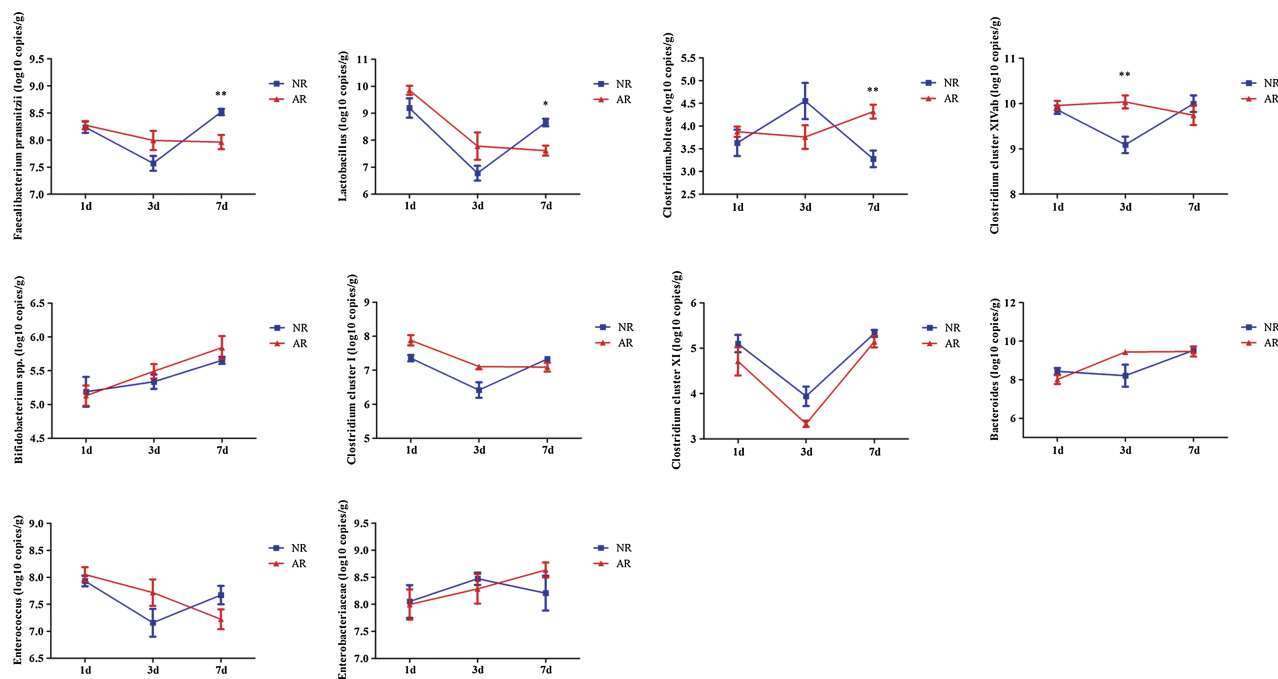 Faecalibacterium prausnitzii (log10 copies/g)
9.5
9.0
8.5
8.0
7.5
7.0
**
1d 3d 7d
NR
AR
Lactobacillus (log10 copies/g)
11
10
9
8
7
6
*
1d 3d 7d
NR
AR
Clostridium.bolteae (log10 copies/g)
5.5
5.0
4.5
4.0
3.5
3.0
2.5
**
1d 3d 7d
NR
AR
Clostridium cluster XIVab (log10 copies/g)
11
10
9
8
**
1d 3d 7d
NR
AR
Bifidobacterium spp. (log10 copies/g)
6.5
6.0
5.5
5.0
4.5
1d 3d 7d
NR
AR
Clostridium cluster I (log10 copies/g)
9
8
7
6
5
1d 3d 7d
NR
AR
Clostridium cluster XI (log10 copies/g)
6
5
4
3
1d 3d 7d
NR
AR
Bacteroides (log10 copies/g)
12
10
8
6
1d 3d 7d
NR
AR
Enterococcus (log10 copies/g)
9.0
8.5
8.0
7.5
7.0
6.5
1d 3d 7d
NR
AR
Enterobacteriaceae (log10 copies/g)
9.5
9.0
8.5
8.0
7.5
7.0
1d 3d 7d
NR
AR